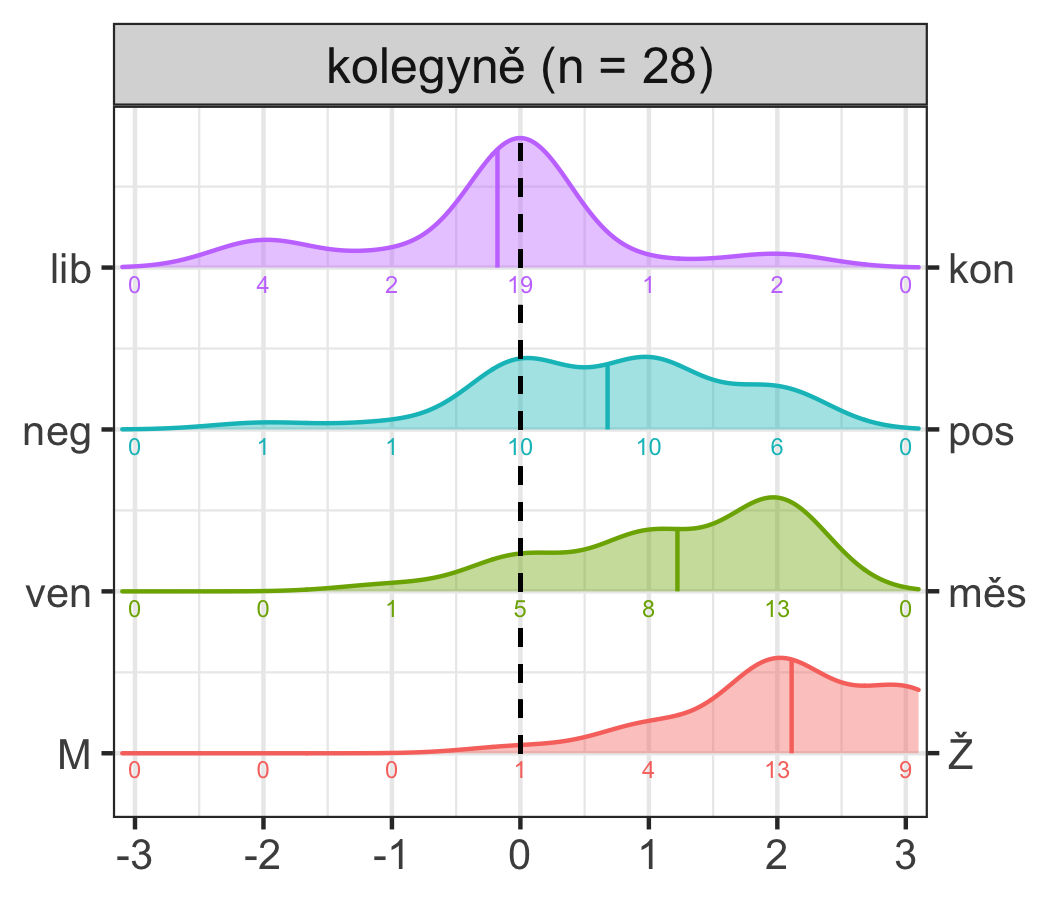 kolegyně (n = 28)
lib kon
0 4 2 19 1 2 0
neg pos
0 1 1 10 10 6 0
ven měs
0 0 1 5 8 13 0
M Ž
0 0 0 1 4 13 9
-3 -2 -1 0 1 2 3